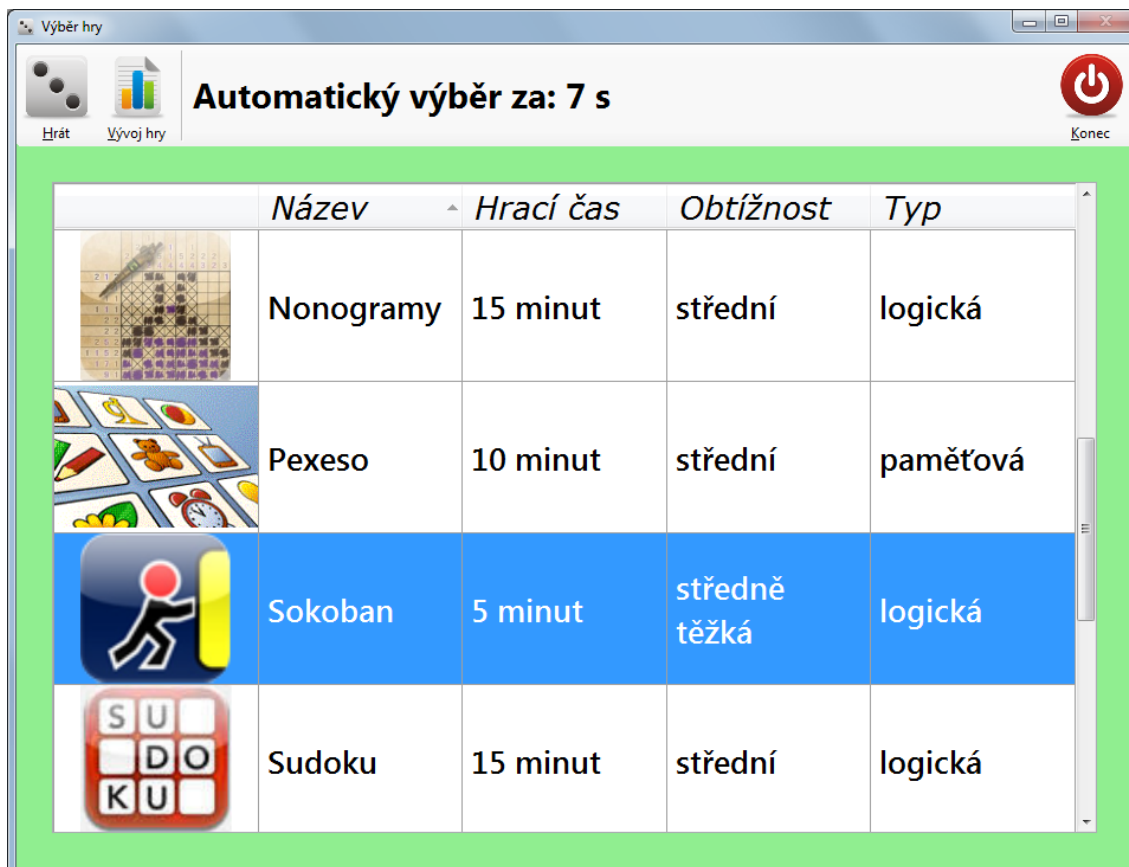 Výběr hry
Hrát
Vývoj hry
Automatický výběr za: 7 s
Konec
Název Hrací čas Obtížnost Typ
Nonogramy 15 minut střední logická
Pexeso 10 minut střední paměťová
Sokoban 5 minut středně těžká logická
SU
DO
KU
Sudoku 15 minut střední logická